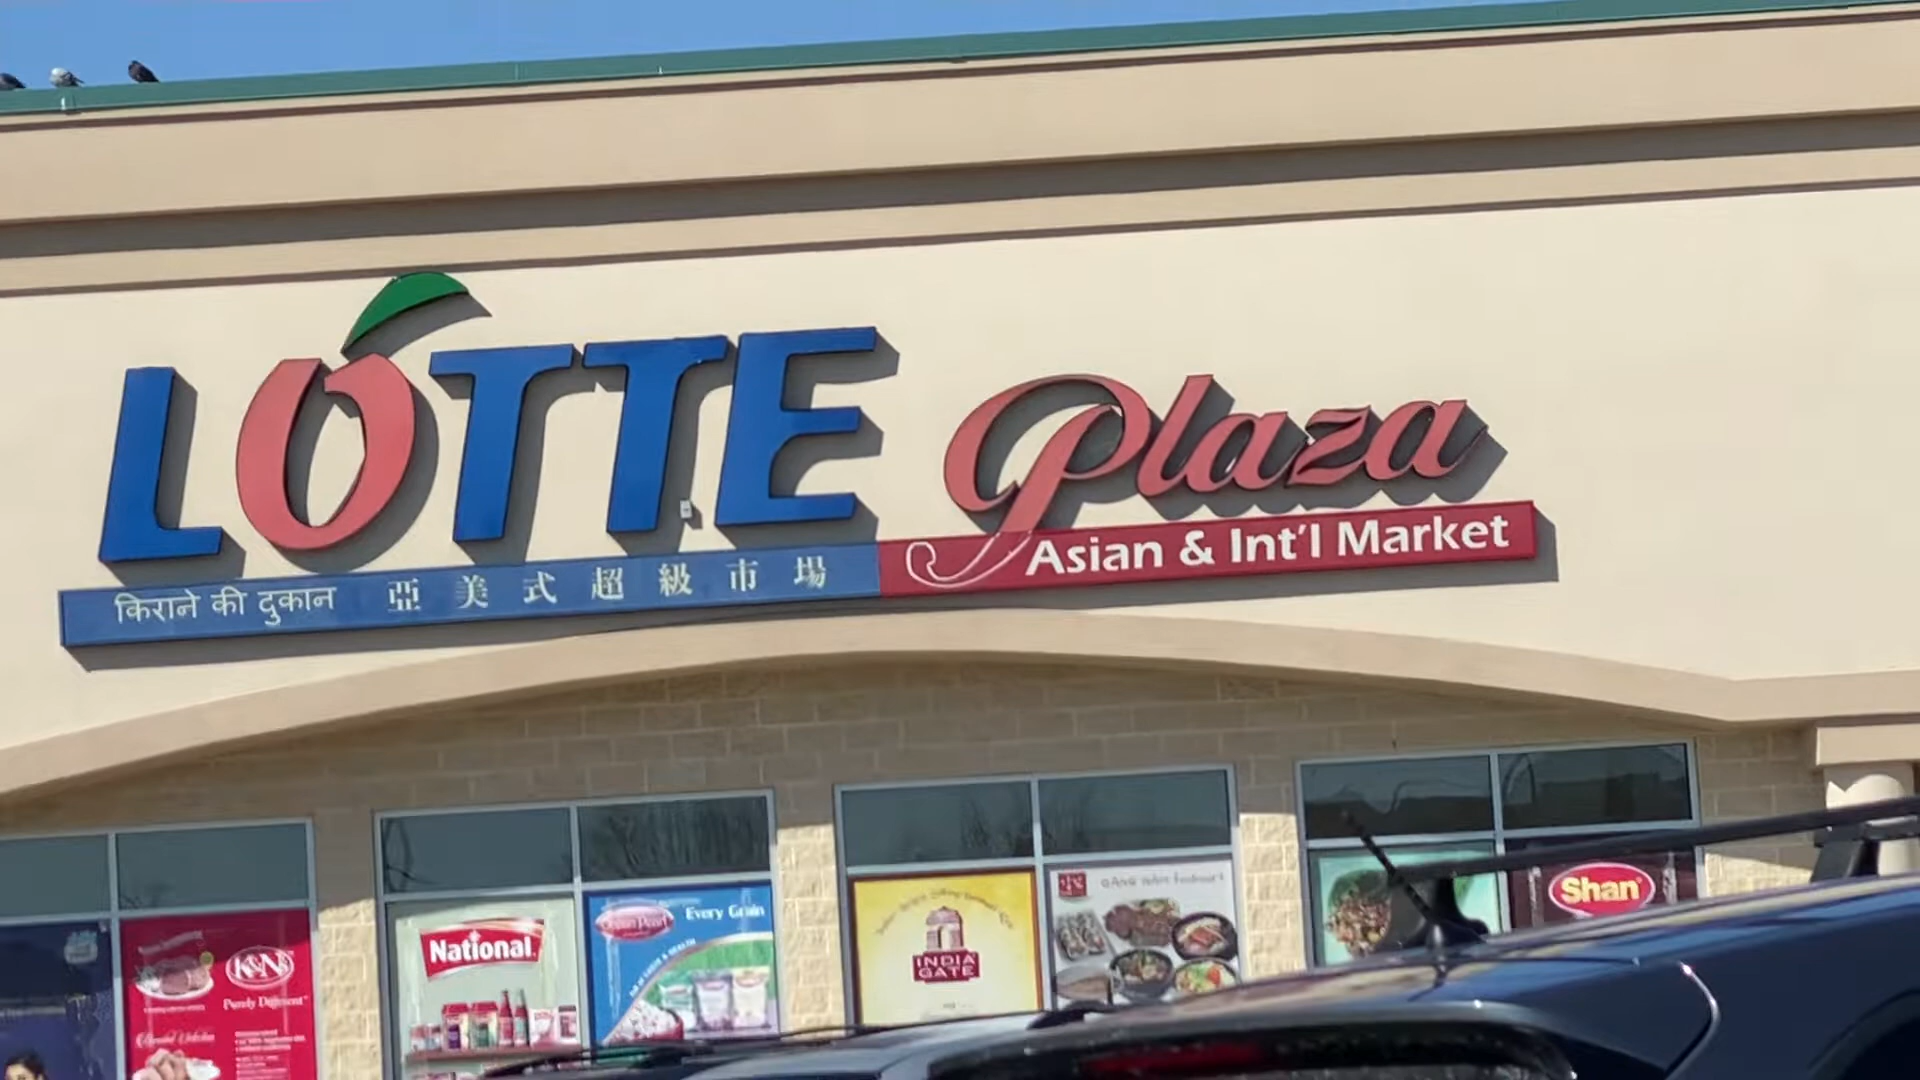 LOTTE Plaza
किराने की दुकान 亞美式超級市場 Asian & Int'l Market
National.
Every Grain
K&N's
Purely Different
INDIA
GATE
Shan